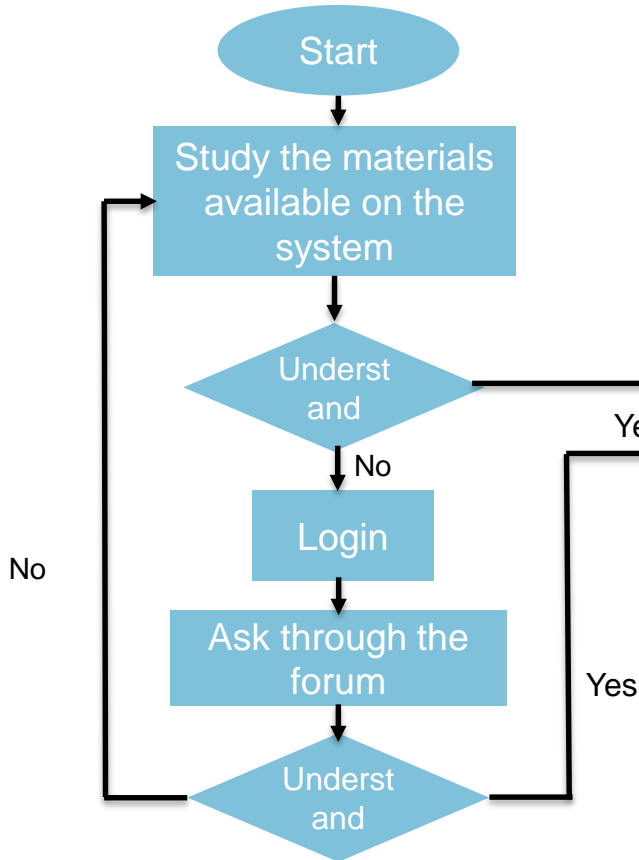 Start
Study the materials
available on the
system
Underst
and
Ye
No
Login
No
Ask through the
forum
Yes
Underst
and